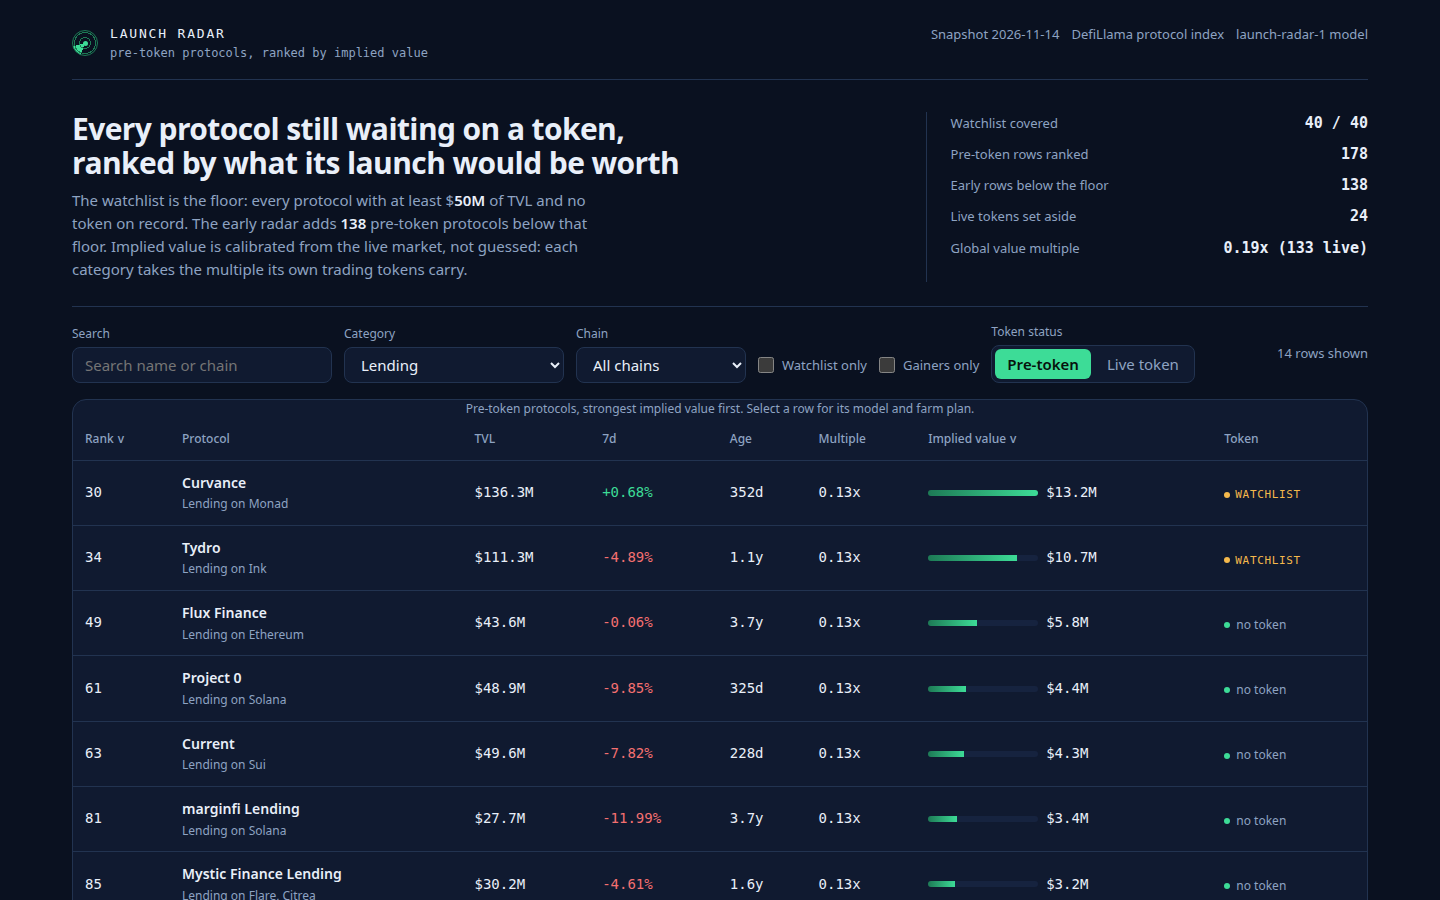 LAUNCH RADAR
pre-token protocols, ranked by implied value
Snapshot 2026-11-14 DefiLlama protocol index launch-radar-1 model
Every protocol still waiting on a token,
ranked by what its launch would be worth
The watchlist is the floor: every protocol with at least $50M of TVL and no
token on record. The early radar adds 138 pre-token protocols below that
floor. Implied value is calibrated from the live market, not guessed: each
category takes the multiple its own trading tokens carry.
Watchlist covered 40 / 40
Pre-token rows ranked 178
Early rows below the floor 138
Live tokens set aside 24
Global value multiple 0.19x (133 live)
Search
Search name or chain
Category
Lending
Chain
All chains
Watchlist only
Gainers only
Token status
Pre-token Live token
14 rows shown
Pre-token protocols, strongest implied value first. Select a row for its model and farm plan.
Rank v Protocol TVL 7d Age Multiple Implied value v Token
30 Curvance $136.3M +0.68% 352d 0.13x $13.2M WATCHLIST
Lending on Monad
34 Tydro $111.3M -4.89% 1.1y 0.13x $10.7M WATCHLIST
Lending on Ink
49 Flux Finance $43.6M -0.06% 3.7y 0.13x $5.8M no token
Lending on Ethereum
61 Project 0 $48.9M -9.85% 325d 0.13x $4.4M no token
Lending on Solana
63 Current $49.6M -7.82% 228d 0.13x $4.3M no token
Lending on Sui
81 marginfi Lending $27.7M -11.99% 3.7y 0.13x $3.4M no token
Lending on Solana
85 Mystic Finance Lending $30.2M -4.61% 1.6y 0.13x $3.2M no token
Lending on Flare, Citrea